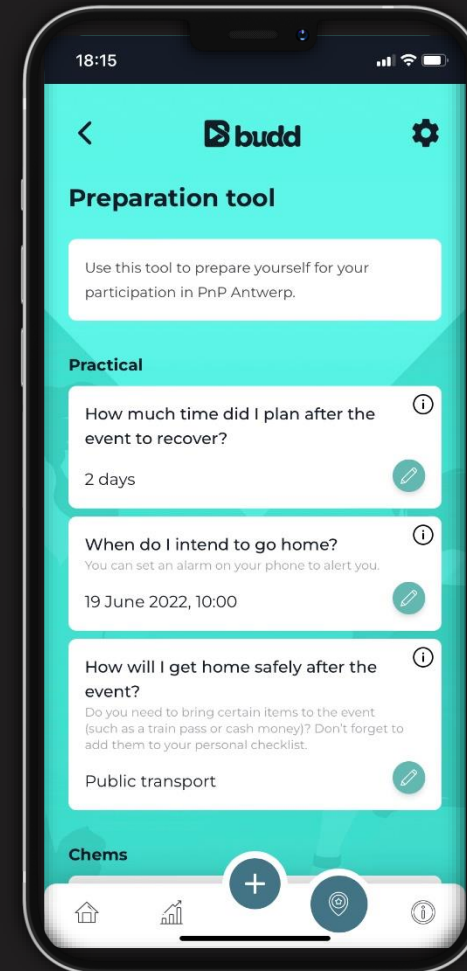 18:15
budd
Preparation tool
Use this tool to prepare yourself for your
participation in PnP Antwerp.
Practical
How much time did I plan after the
event to recover?
2 days
When do I intend to go home?
You can set an alarm on your phone to alert you.
19 June 2022, 10:00
How will I get home safely after the
event?
Do you need to bring certain items to the event
(such as a train pass or cash money)? Don't forget to
add them to your personal checklist.
Public transport
Chems